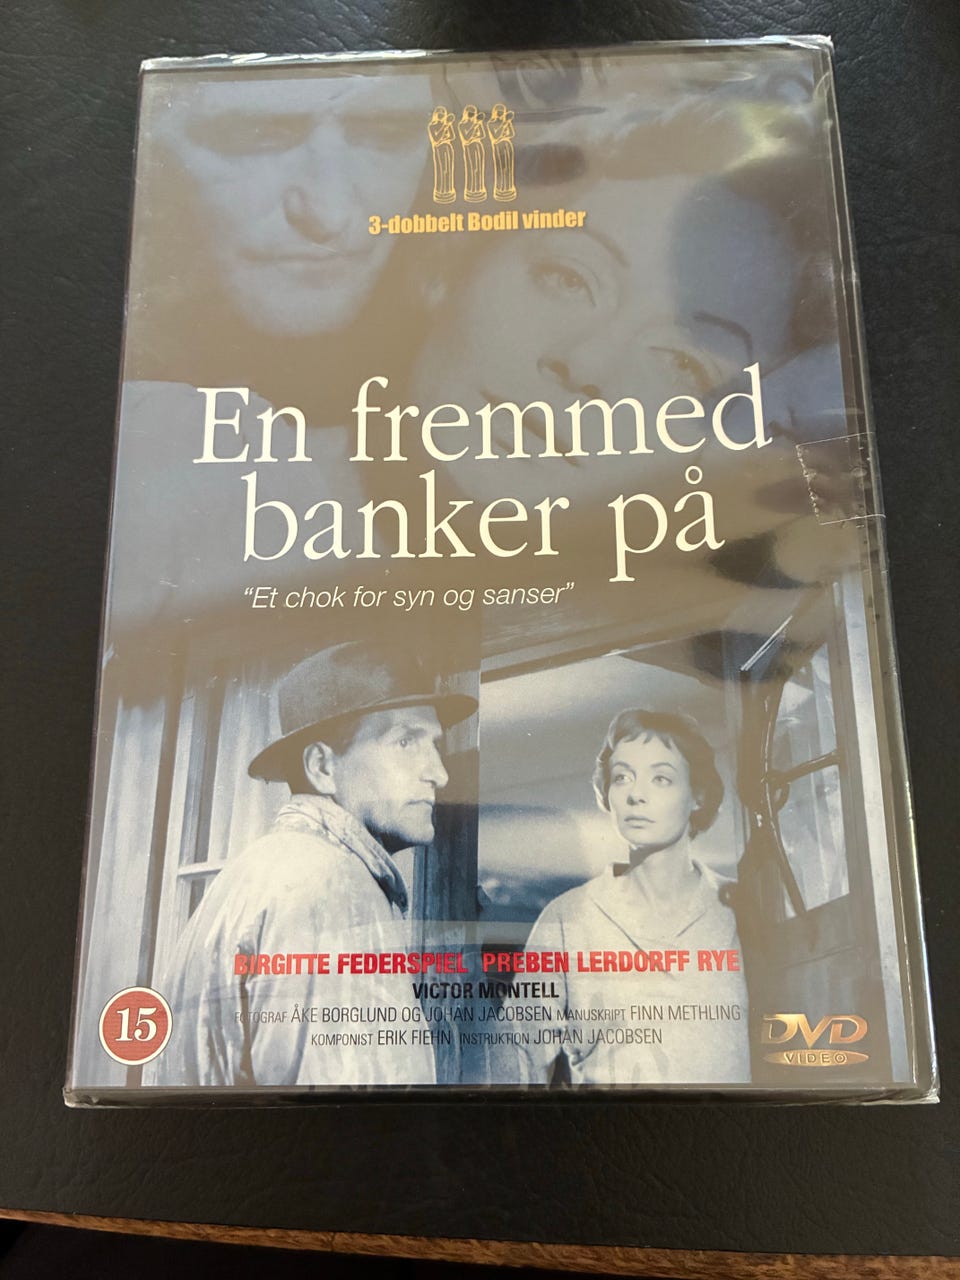 3-dobbelt Bodil vinder
En fremmed
banker på
"Et chok for syn og sanser"
BIRGITTE FEDERSPIEL PREBEN LERDORFF RYE
VICTOR MONTELL
FOTOGRAF ÅKE BORGLUND OG JOHAN JACOBSEN MANUSKRIPT FINN METHLING
KOMPONIST ERIK FIEHN INSTRUKTION JOHAN JACOBSEN
15
DVD
VIDEO